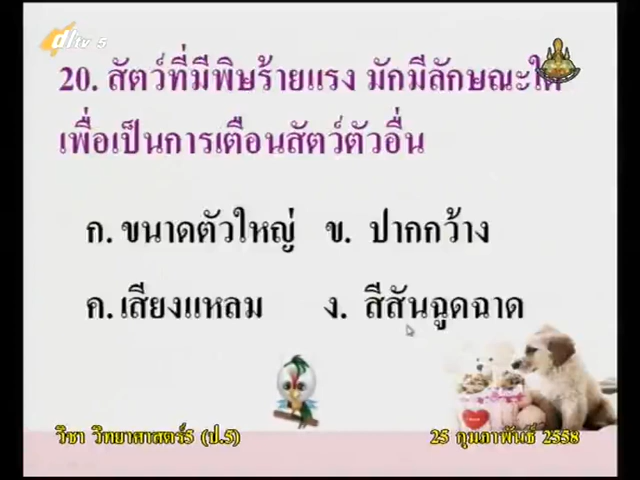 dltv 5
20. สัตว์ที่มีพิษร้ายแรง มักมีลักษณะใด
เพื่อเป็นการเตือนสัตว์ตัวอื่น
ก. ขนาดตัวใหญ่ ข. ปากกว้าง
ค. เสียงแหลม ง. สีสันฉูดฉาด
วิชา วิทยาศาสตร์5 (ป.5) 25 กุมภาพันธ์ 2558